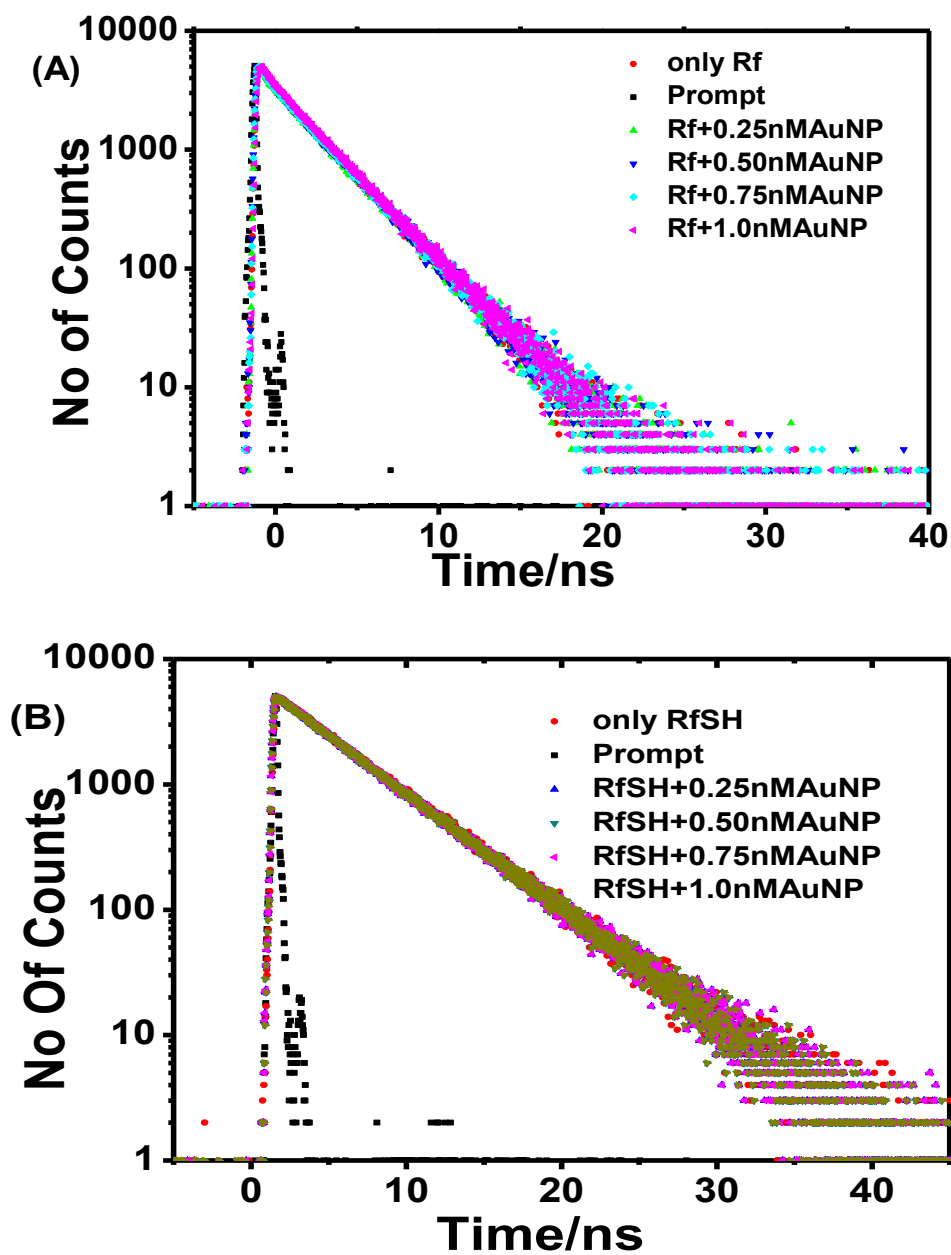 (A)
10000
1000
100
10
1
No of Counts
only Rf
Prompt
Rf+0.25nMAuNP
Rf+0.50nMAuNP
Rf+0.75nMAuNP
Rf+1.0nMAuNP
0 10 20 30 40
Time/ns
(B)
10000
1000
100
10
1
No Of Counts
only RfSH
Prompt
RfSH+0.25nMAuNP
RfSH+0.50nMAuNP
RfSH+0.75nMAuNP
RfSH+1.0nMAuNP
0 10 20 30 40
Time/ns